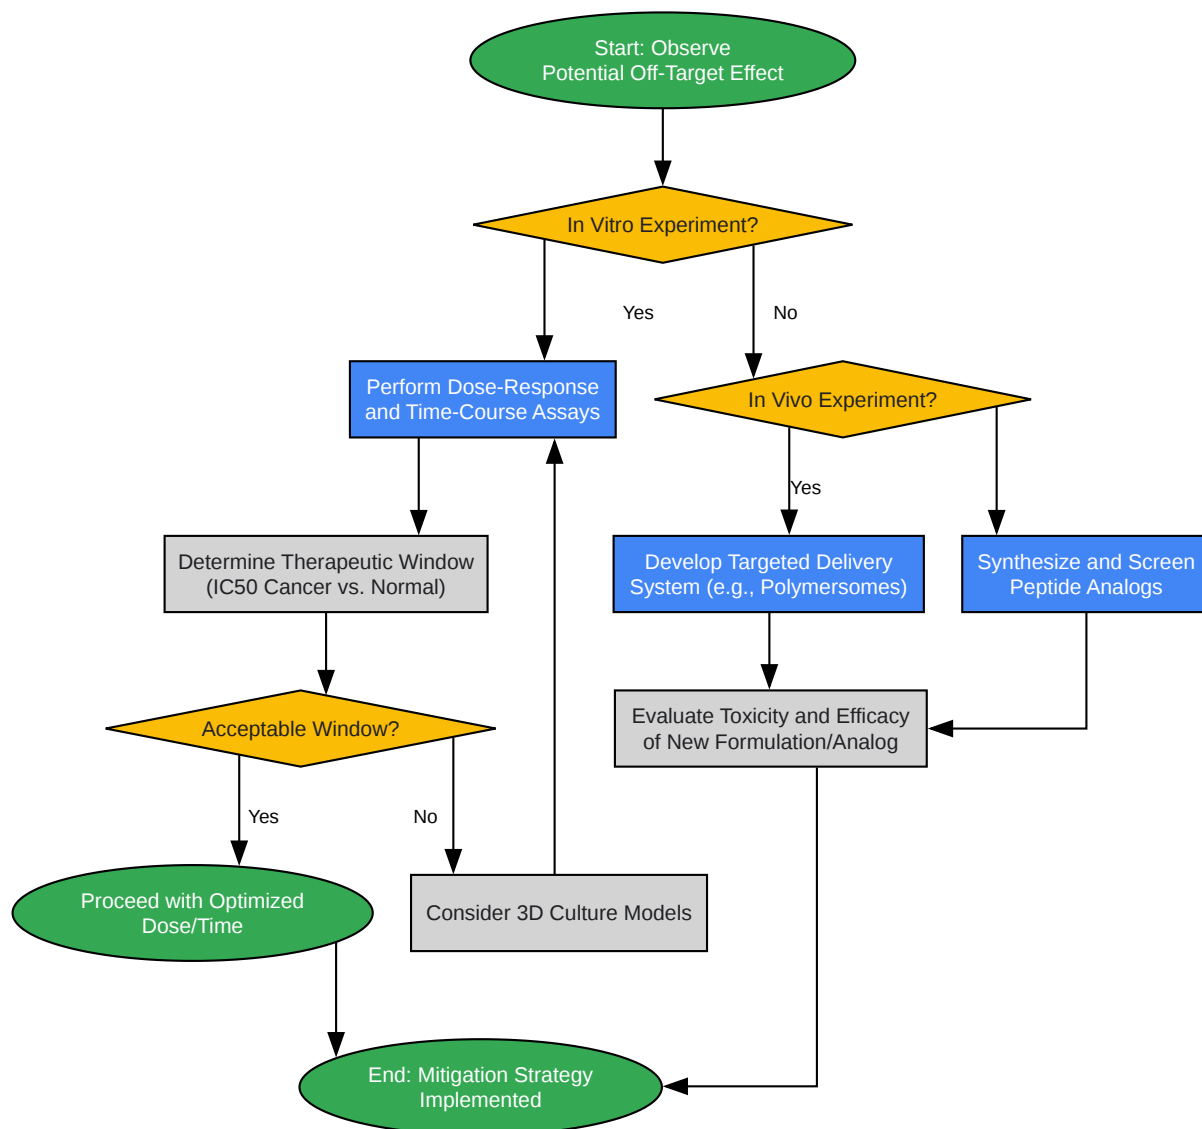 Start: Observe
Potential Off-Target Effect
In Vitro Experiment?
Yes
No
Perform Dose-Response
and Time-Course Assays
In Vivo Experiment?
Yes
Determine Therapeutic Window
(IC50 Cancer vs. Normal)
Develop Targeted Delivery
System (e.g., Polymersomes)
Synthesize and Screen
Peptide Analogs
Acceptable Window?
Evaluate Toxicity and Efficacy
of New Formulation/Analog
Yes
No
Proceed with Optimized
Dose/Time
Consider 3D Culture Models
End: Mitigation Strategy
Implemented